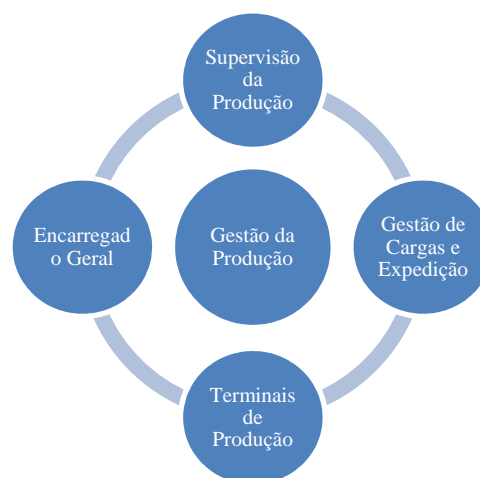 Supervisão
da
Produção
Encarregad
o Geral
Gestão da
Produção
Gestão de
Cargas e
Expedição
Terminais
de
Produção